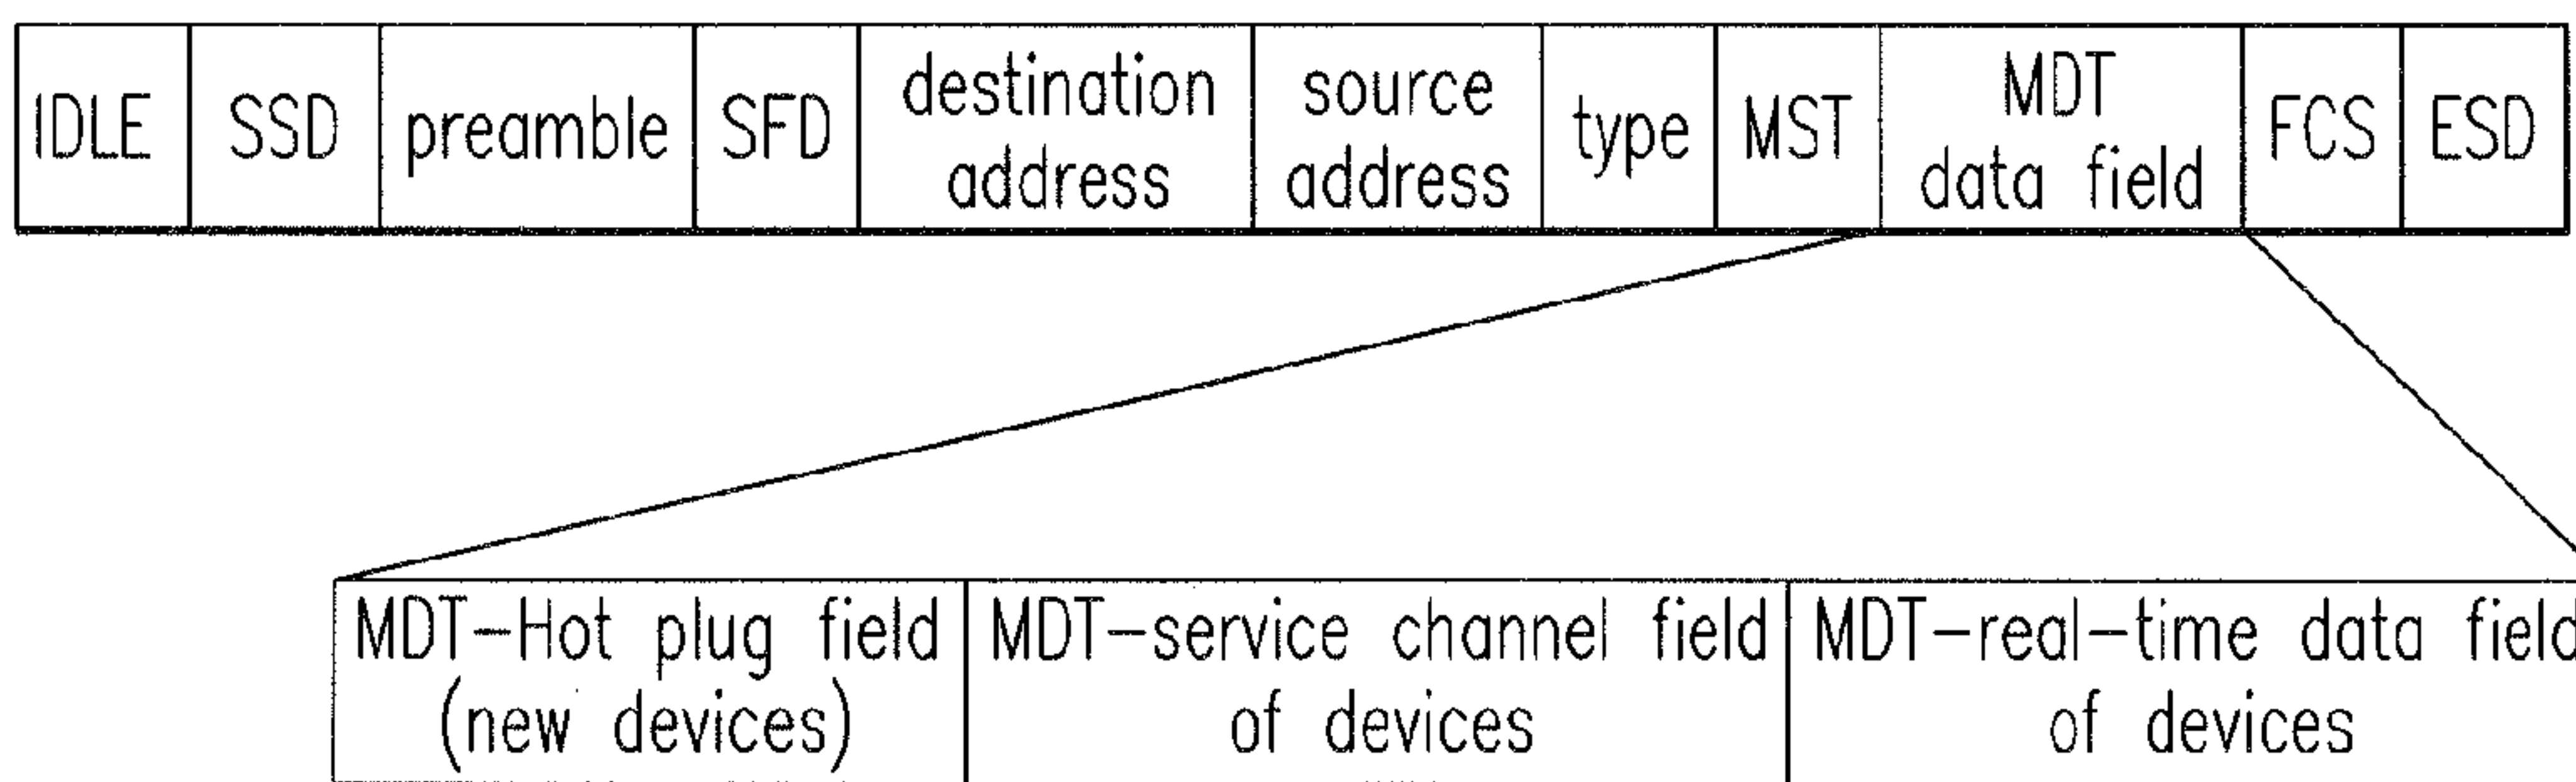 IDLE SSD preamble SFD destination address source address type MST MDT data field FCS ESD
MDT-Hot plug field (new devices) MDT-service channel field of devices MDT-real-time data field of devices